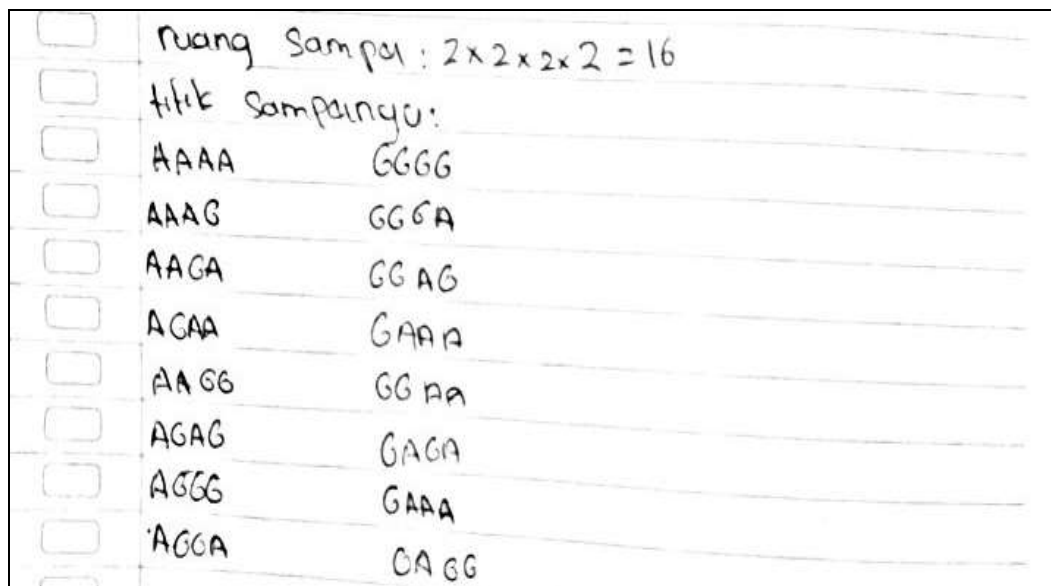 ruang Sampel : 2 x 2 x 2 x 2 = 16
titik Sampelnya :
AAAA GGGG
AAAG GGGA
AAGA GGAG
AGAA GAAA
AAGG GGAA
AGAG GAGA
AGGG GAAA
AGGA GAGG